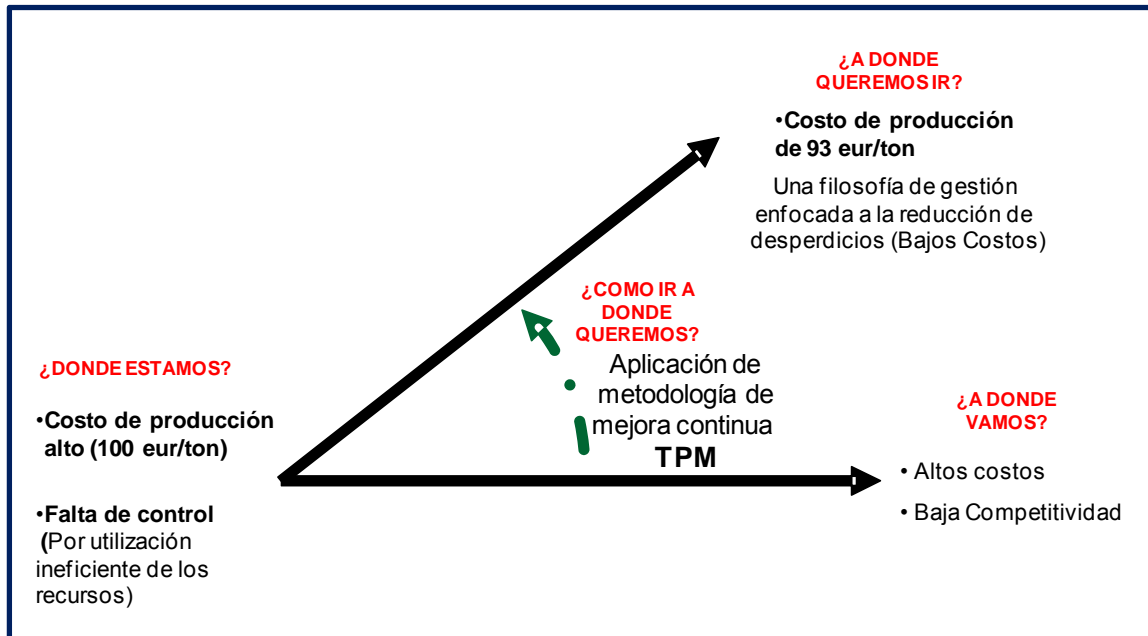 ¿DONDE ESTAMOS?
•Costo de producción
alto (100 eur/ton)
•Falta de control
(Por utilización
ineficiente de los
recursos)
¿A DONDE
QUEREMOS IR?
•Costo de producción
de 93 eur/ton
Una filosofía de gestión
enfocada a la reducción de
desperdicios (Bajos Costos)
¿COMO IR A
DONDE
QUEREMOS?
Aplicación de
metodología de
mejora continua
TPM
¿A DONDE
VAMOS?
• Altos costos
• Baja Competitividad